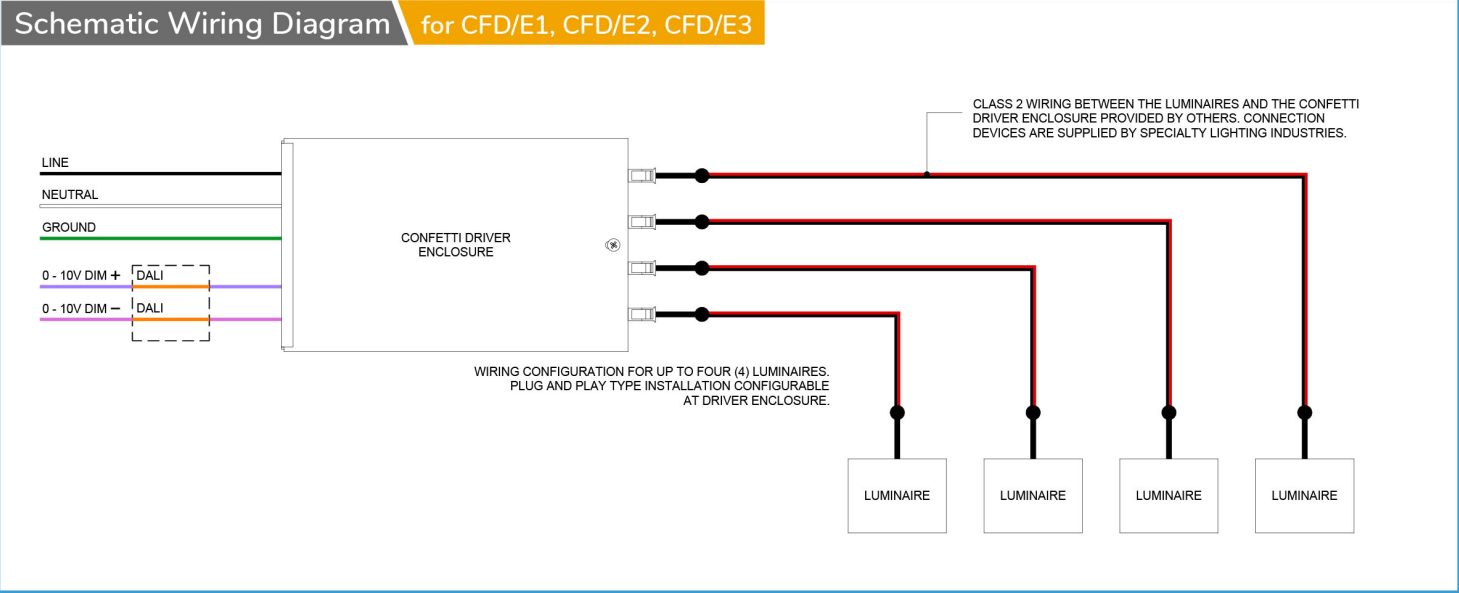 Schematic Wiring Diagram for CFD/E1, CFD/E2, CFD/E3
CLASS 2 WIRING BETWEEN THE LUMINAIRES AND THE CONFETTI
DRIVER ENCLOSURE PROVIDED BY OTHERS. CONNECTION
DEVICES ARE SUPPLIED BY SPECIALTY LIGHTING INDUSTRIES.
LINE
NEUTRAL
GROUND
0 - 10V DIM + DALI
0 - 10V DIM – DALI
CONFETTI DRIVER
ENCLOSURE
WIRING CONFIGURATION FOR UP TO FOUR (4) LUMINAIRES.
PLUG AND PLAY TYPE INSTALLATION CONFIGURABLE
AT DRIVER ENCLOSURE.
LUMINAIRE LUMINAIRE LUMINAIRE LUMINAIRE